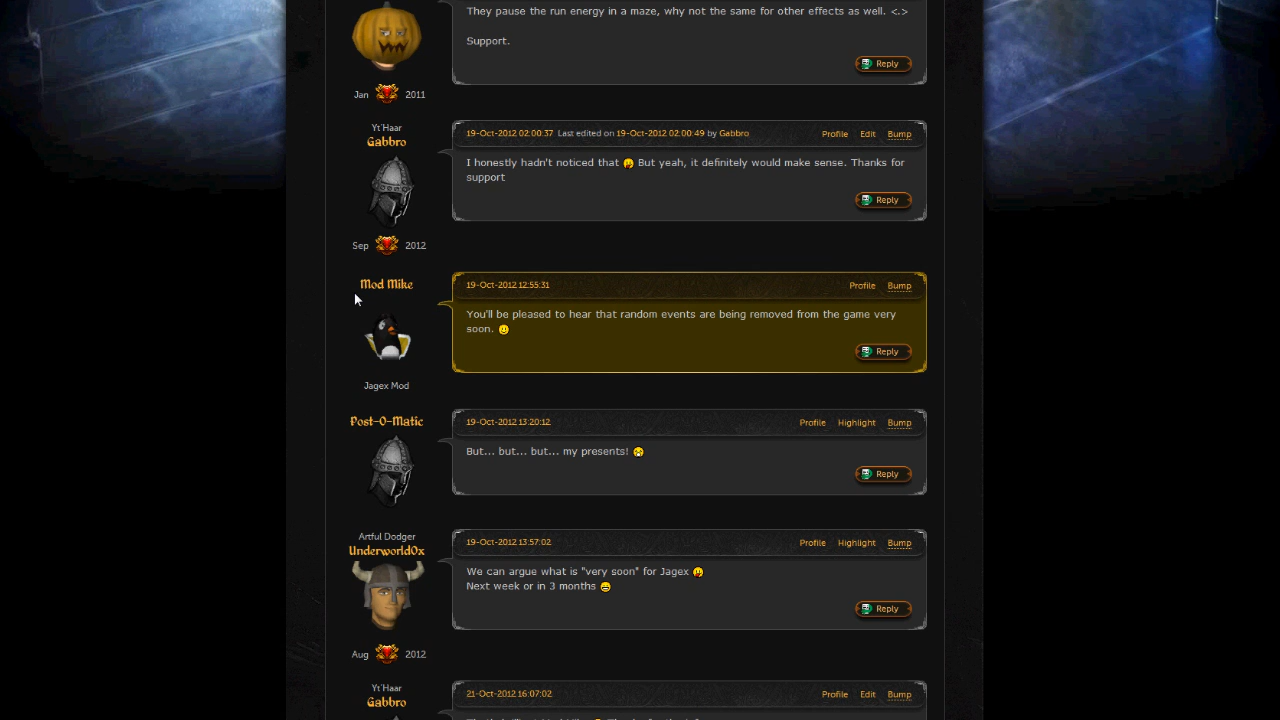 They pause the run energy in a maze, why not the same for other effects as well. <.>
Support.
Reply
Jan 2011
Yt'Haar
Gabbro
19-Oct-2012 02:00:37 Last edited on 19-Oct-2012 02:00:49 by Gabbro
Profile Edit Bump
I honestly hadn't noticed that But yeah, it definitely would make sense. Thanks for
support
Reply
Sep 2012
Mod Mike
19-Oct-2012 12:55:31
Profile Bump
You'll be pleased to hear that random events are being removed from the game very
soon.
Reply
Jagex Mod
Post-O-Matic
19-Oct-2012 13:20:12
Profile Highlight Bump
But... but... but... my presents!
Reply
Artful Dodger
Underworld0x
19-Oct-2012 13:57:02
Profile Highlight Bump
We can argue what is "very soon" for Jagex
Next week or in 3 months
Reply
Aug 2012
Yt'Haar
Gabbro
21-Oct-2012 16:07:02
Profile Edit Bump